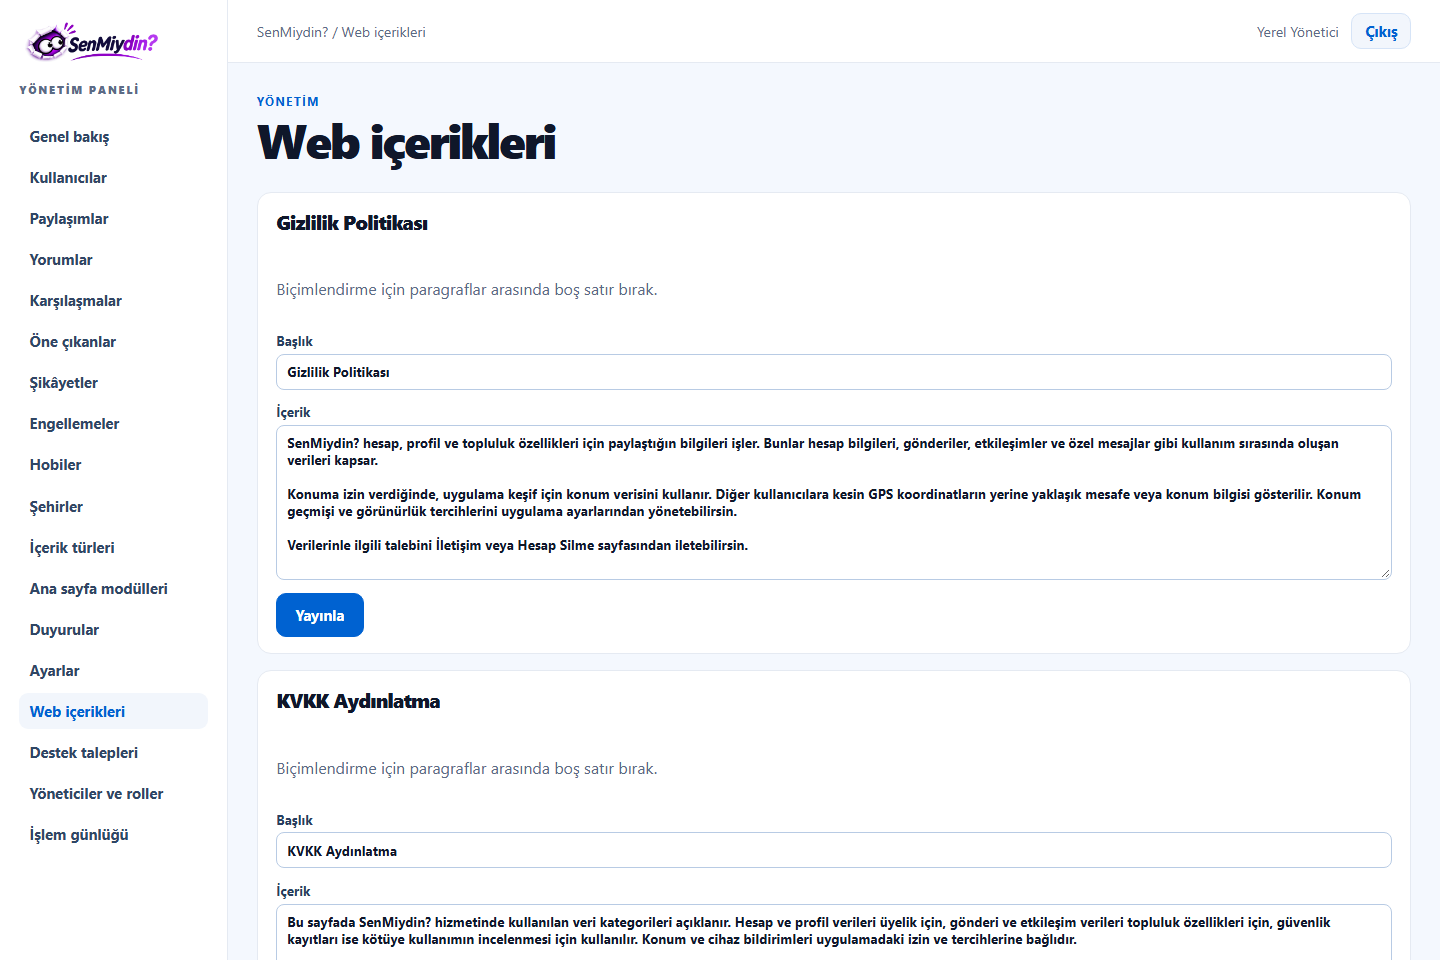 SenMiydin?
YÖNETİM PANELİ
Genel bakış
Kullanıcılar
Paylaşımlar
Yorumlar
Karşılaşmalar
Öne çıkanlar
Şikâyetler
Engellemeler
Hobiler
Şehirler
İçerik türleri
Ana sayfa modülleri
Duyurular
Ayarlar
Web içerikleri
Destek talepleri
Yöneticiler ve roller
İşlem günlüğü
SenMiydin? / Web içerikleri
Yerel Yönetici
Çıkış
YÖNETİM
Web içerikleri
Gizlilik Politikası
Biçimlendirme için paragraflar arasında boş satır bırak.
Başlık
Gizlilik Politikası
İçerik
SenMiydin? hesap, profil ve topluluk özellikleri için paylaştığın bilgileri işler. Bunlar hesap bilgileri, gönderiler, etkileşimler ve özel mesajlar gibi kullanım sırasında oluşan
verileri kapsar.
Konuma izin verdiğinde, uygulama keşif için konum verisini kullanır. Diğer kullanıcılara kesin GPS koordinatların yerine yaklaşık mesafe veya konum bilgisi gösterilir. Konum
geçmişi ve görünürlük tercihlerini uygulama ayarlarından yönetebilirsin.
Verilerinle ilgili talebini İletişim veya Hesap Silme sayfasından iletebilirsin.
Yayınla
KVKK Aydınlatma
Biçimlendirme için paragraflar arasında boş satır bırak.
Başlık
KVKK Aydınlatma
İçerik
Bu sayfada SenMiydin? hizmetinde kullanılan veri kategorileri açıklanır. Hesap ve profil verileri üyelik için, gönderi ve etkileşim verileri topluluk özellikleri için, güvenlik
kayıtları ise kötüye kullanımın incelenmesi için kullanılır. Konum ve cihaz bildirimleri uygulamadaki izin ve tercihlerine bağlıdır.